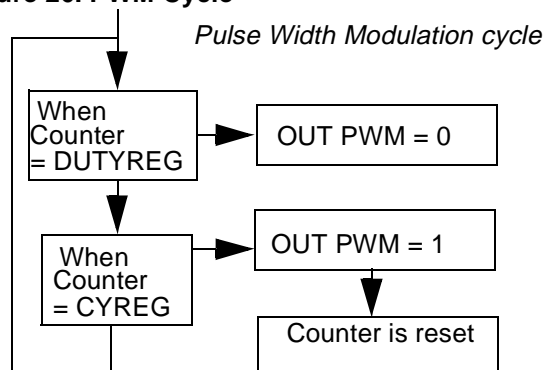 Pulse Width Modulation cycle
When
Counter
= DUTYREG
OUT PWM = 0
When
Counter
= CYREG
OUT PWM = 1
Counter is reset